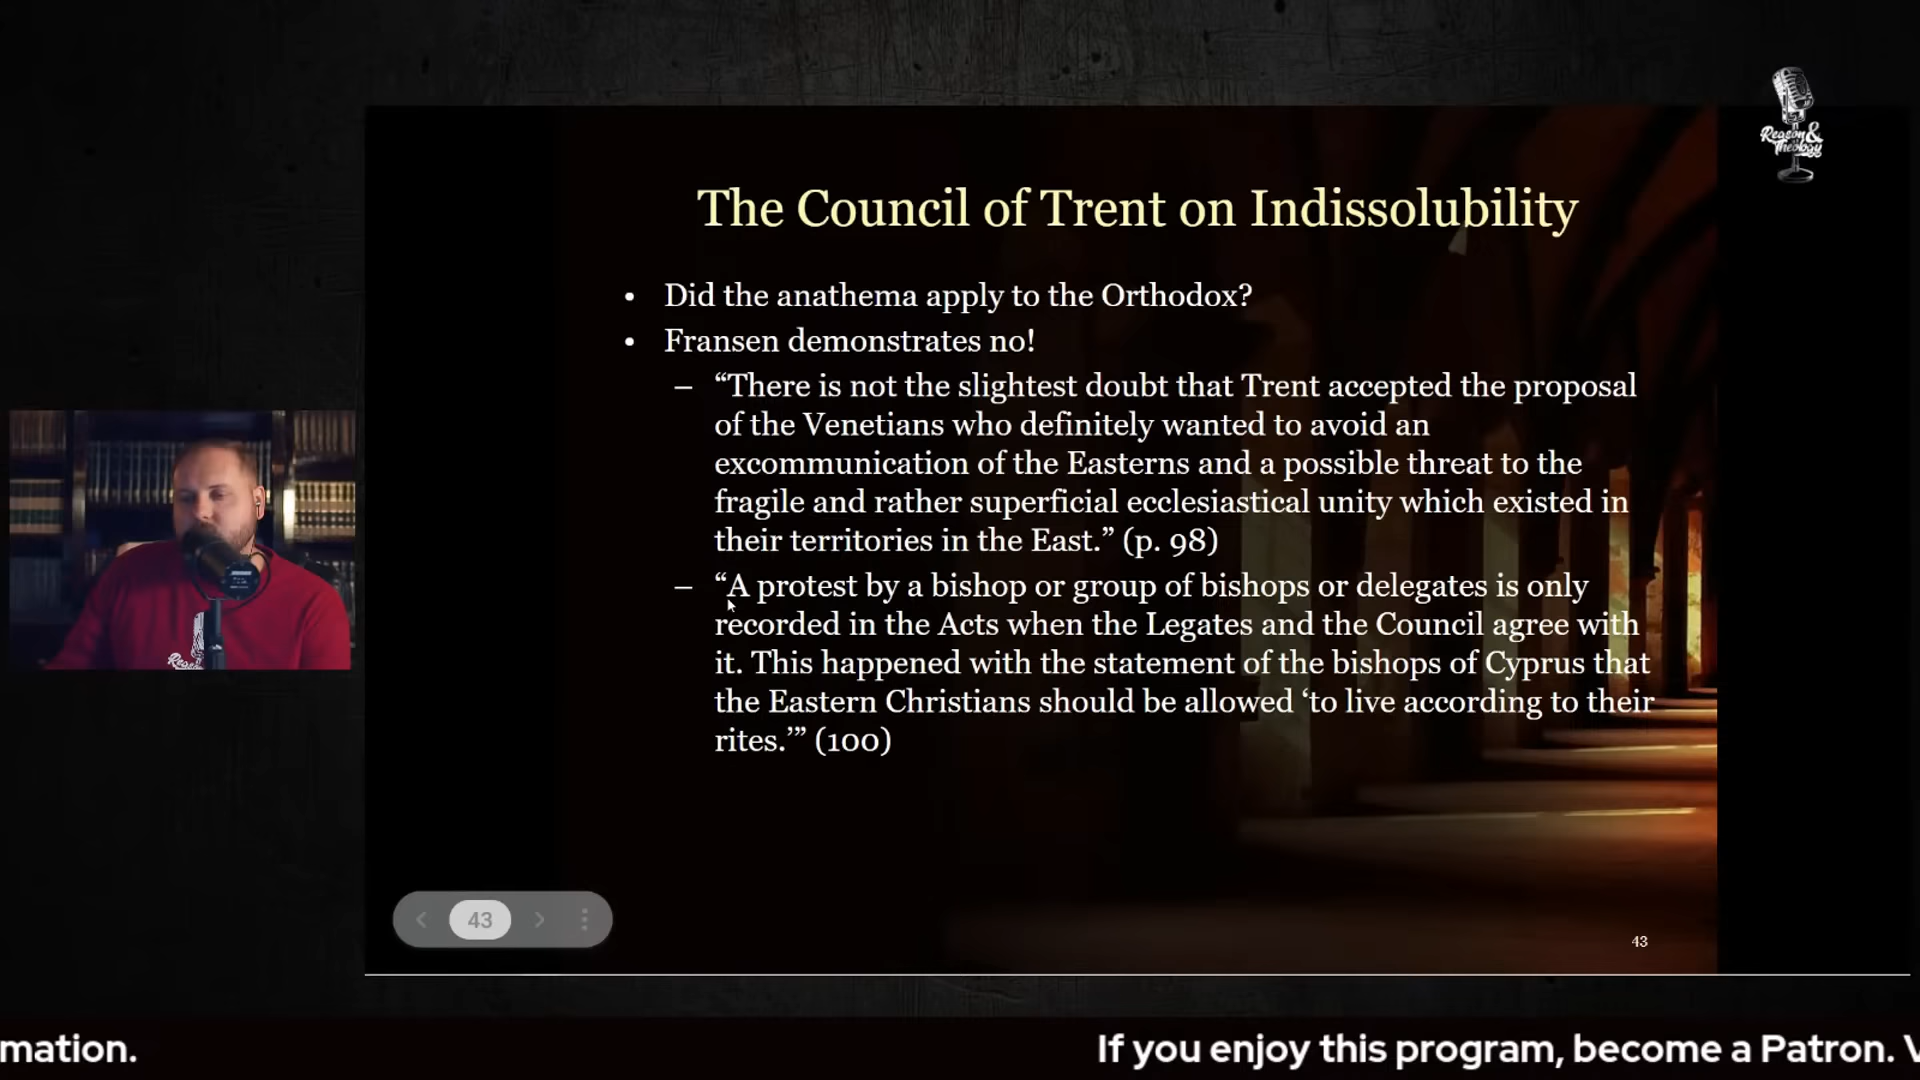 Reason &
Theology
The Council of Trent on Indissolubility
• Did the anathema apply to the Orthodox?
• Fransen demonstrates no!
– “There is not the slightest doubt that Trent accepted the proposal
of the Venetians who definitely wanted to avoid an
excommunication of the Easterns and a possible threat to the
fragile and rather superficial ecclesiastical unity which existed in
their territories in the East.” (p. 98)
– “A protest by a bishop or group of bishops or delegates is only
recorded in the Acts when the Legates and the Council agree with
it. This happened with the statement of the bishops of Cyprus that
the Eastern Christians should be allowed ‘to live according to their
rites.’” (100)
43
43
mation.
If you enjoy this program, become a Patron. V